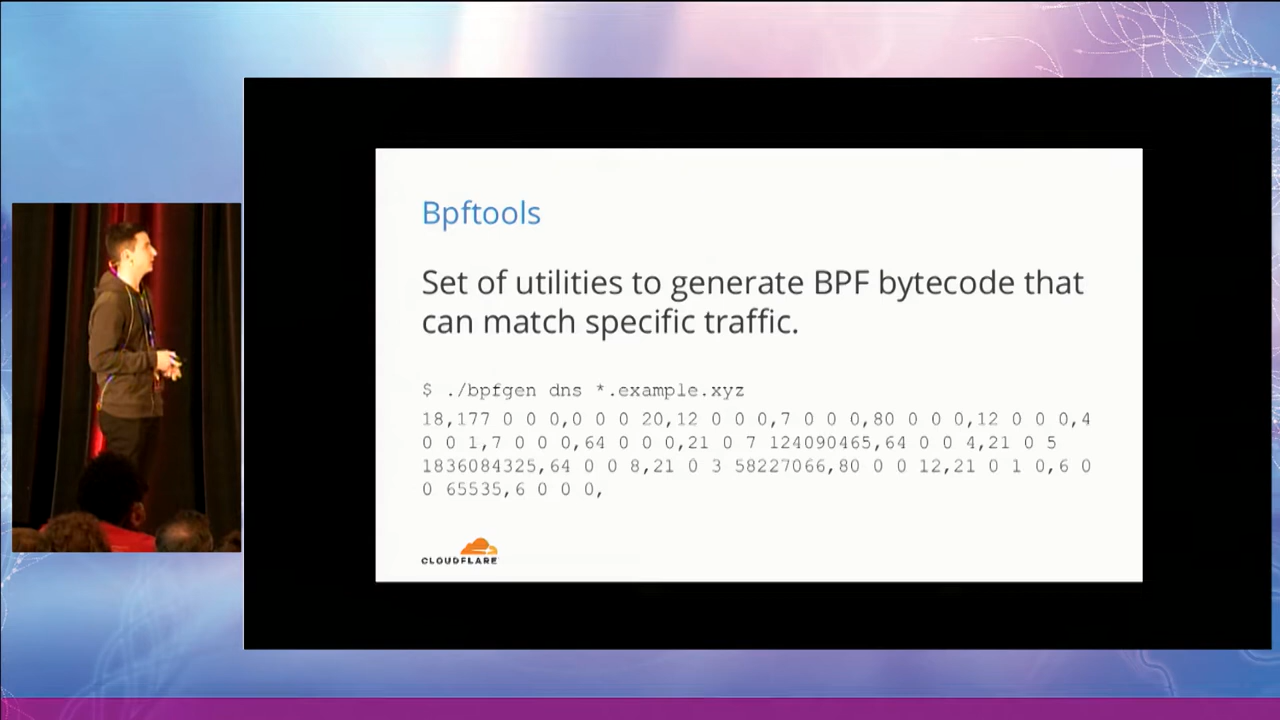 Bpftools
Set of utilities to generate BPF bytecode that
can match specific traffic.
$ ./bpfgen dns *.example.xyz
18,177 0 0 0,0 0 0 20,12 0 0 0,7 0 0 0,80 0 0 0,12 0 0 0,4
0 0 1,7 0 0 0,64 0 0 0,21 0 7 124090465,64 0 0 4,21 0 5
1836084325,64 0 0 8,21 0 3 58227066,80 0 0 12,21 0 1 0,6 0
0 65535,6 0 0 0,
CLOUDFLARE